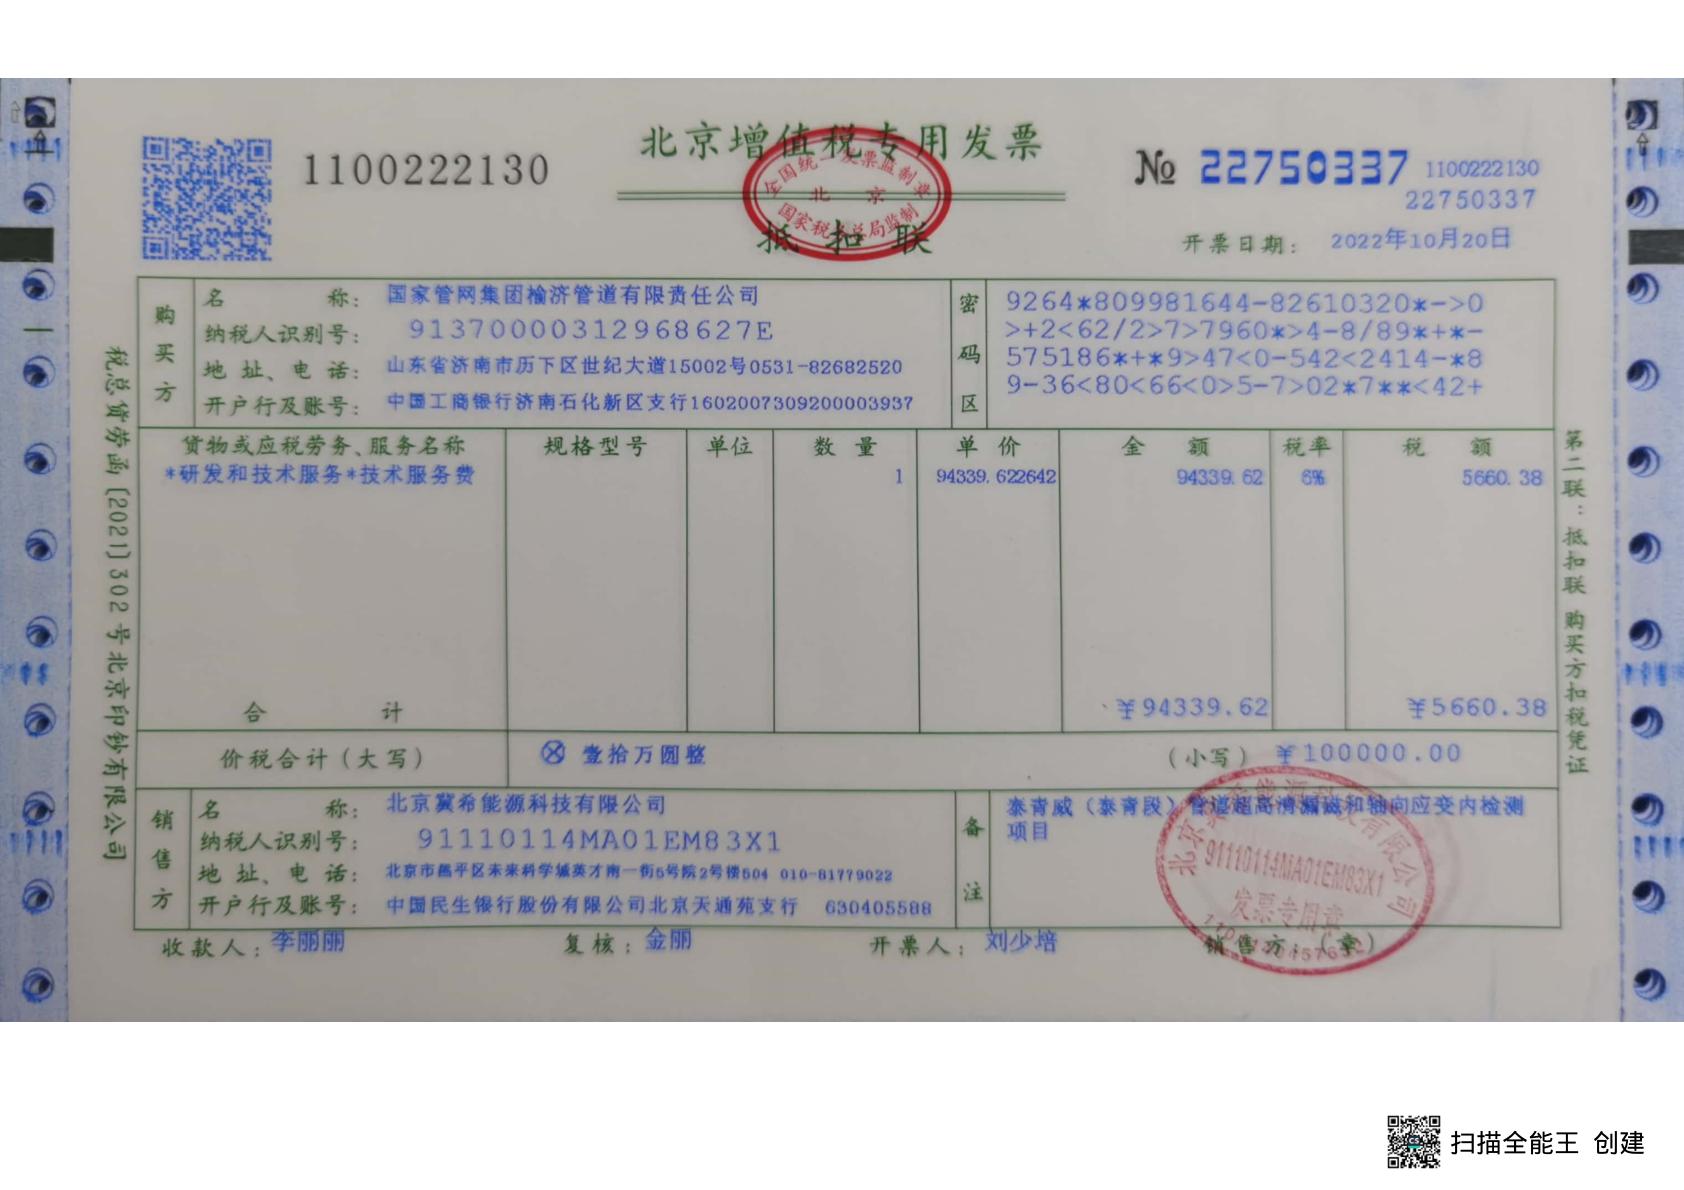 北京增值税专用发票
1100222130
全国统一发票监制章
北京
国家税务总局监制
抵扣联
№ 22750337 1100222130
22750337
开票日期: 2022年10月20日
税总货劳函〔2021〕302号北京印钞有限公司
第二联:抵扣联 购买方扣税凭证
购买方
名称: 国家管网集团榆济管道有限责任公司
纳税人识别号: 91370000312968627E
地址、电话: 山东省济南市历下区世纪大道15002号0531-82682520
开户行及账号: 中国工商银行济南石化新区支行1602007309200003937
密码区
9264*809981644-82610320*->0
>+2<62/2>7>7960*>4-8/89*+*-
575186*+*9>47<0-542<2414-*8
9-36<80<66<0>5-7>02*7**<42+
货物或应税劳务、服务名称 规格型号 单位 数量 单价 金额 税率 税额
*研发和技术服务*技术服务费 1 94339.622642 94339.62 6% 5660.38
合计 ¥94339.62 ¥5660.38
价税合计(大写) ⊗ 壹拾万圆整 (小写) ¥100000.00
销售方
名称: 北京冀希能源科技有限公司
纳税人识别号: 91110114MA01EM83X1
地址、电话: 北京市昌平区未来科学城英才南一街5号院2号楼504 010-81779022
开户行及账号: 中国民生银行股份有限公司北京天通苑支行 630405588
备注
泰青威(泰青段)管道超高清漏磁和轴向应变内检测
项目
91110114MA01EM83X1
发票专用章
收款人: 李丽丽 复核: 金丽 开票人: 刘少培 销售方:(章)
扫描全能王 创建